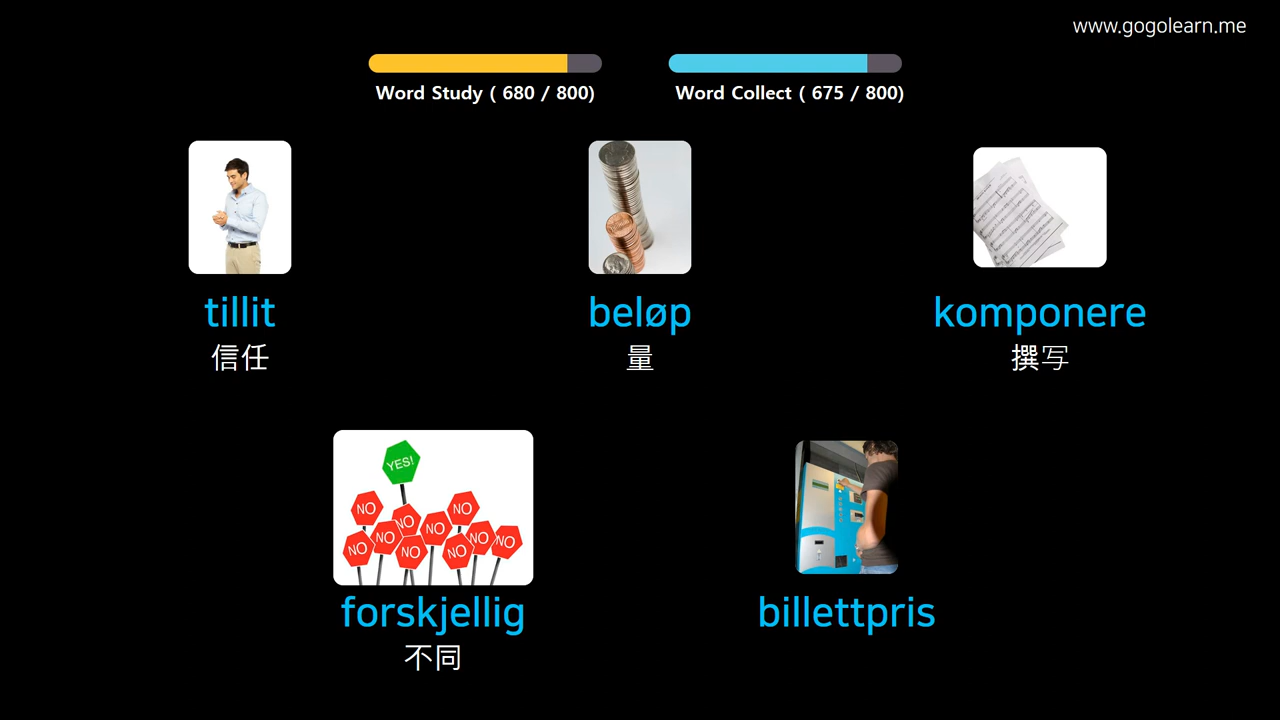 www.gogolearn.me
Word Study ( 680 / 800)
Word Collect ( 675 / 800)
tillit
信任
beløp
量
komponere
撰写
YES!
NO
NO
NO
NO
NO
NO
NO
NO
NO
NO
forskjellig
不同
billettpris